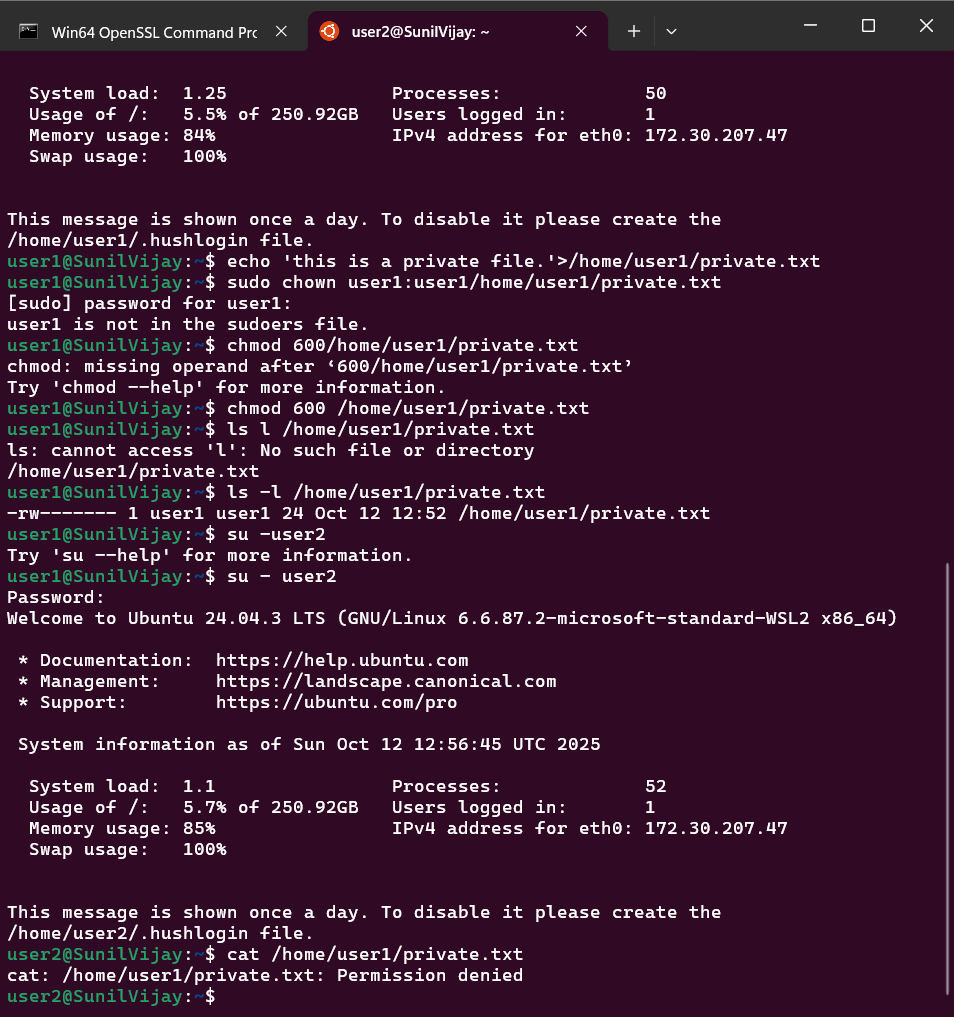 Win64 OpenSSL Command Prc
user2@SunilVijay: ~
System load: 1.25 Processes: 50
Usage of /: 5.5% of 250.92GB Users logged in: 1
Memory usage: 84% IPv4 address for eth0: 172.30.207.47
Swap usage: 100%
This message is shown once a day. To disable it please create the
/home/user1/.hushlogin file.
user1@SunilVijay:~$ echo 'this is a private file.'>/home/user1/private.txt
user1@SunilVijay:~$ sudo chown user1:user1/home/user1/private.txt
[sudo] password for user1:
user1 is not in the sudoers file.
user1@SunilVijay:~$ chmod 600/home/user1/private.txt
chmod: missing operand after ‘600/home/user1/private.txt’
Try 'chmod --help' for more information.
user1@SunilVijay:~$ chmod 600 /home/user1/private.txt
user1@SunilVijay:~$ ls l /home/user1/private.txt
ls: cannot access 'l': No such file or directory
/home/user1/private.txt
user1@SunilVijay:~$ ls -l /home/user1/private.txt
-rw------- 1 user1 user1 24 Oct 12 12:52 /home/user1/private.txt
user1@SunilVijay:~$ su -user2
Try 'su --help' for more information.
user1@SunilVijay:~$ su - user2
Password:
Welcome to Ubuntu 24.04.3 LTS (GNU/Linux 6.6.87.2-microsoft-standard-WSL2 x86_64)
* Documentation: https://help.ubuntu.com
* Management: https://landscape.canonical.com
* Support: https://ubuntu.com/pro
System information as of Sun Oct 12 12:56:45 UTC 2025
System load: 1.1 Processes: 52
Usage of /: 5.7% of 250.92GB Users logged in: 1
Memory usage: 85% IPv4 address for eth0: 172.30.207.47
Swap usage: 100%
This message is shown once a day. To disable it please create the
/home/user2/.hushlogin file.
user2@SunilVijay:~$ cat /home/user1/private.txt
cat: /home/user1/private.txt: Permission denied
user2@SunilVijay:~$